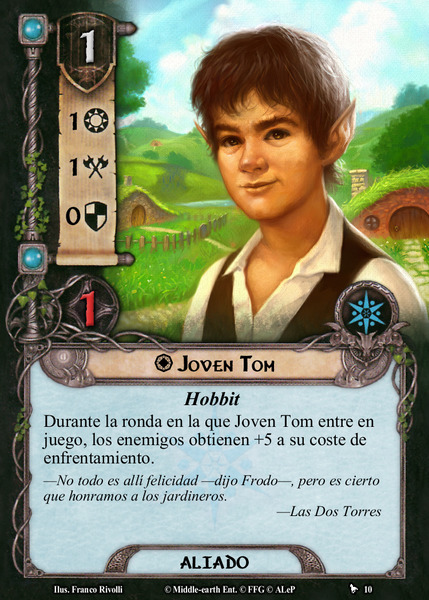 1
1
1
0
1
Joven Tom
Hobbit
Durante la ronda en la que Joven Tom entre en
juego, los enemigos obtienen +5 a su coste de
enfrentamiento.
—No todo es allí felicidad —dijo Frodo—, pero es cierto
que honramos a los jardineros.
—Las Dos Torres
ALIADO
Ilus. Franco Rivolli © Middle-earth Ent. © FFG © ALeP 10